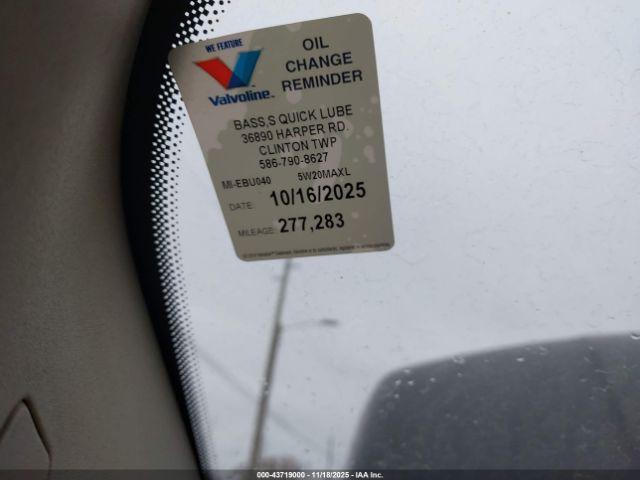 WE FEATURE
Valvoline™
OIL
CHANGE
REMINDER
BASS,S QUICK LUBE
36890 HARPER RD.
CLINTON TWP
586-790-8627
MI-EBU040 5W20MAXL
DATE: 10/16/2025
MILEAGE: 277,283
000-43719000 — 11/18/2025 - IAA Inc.